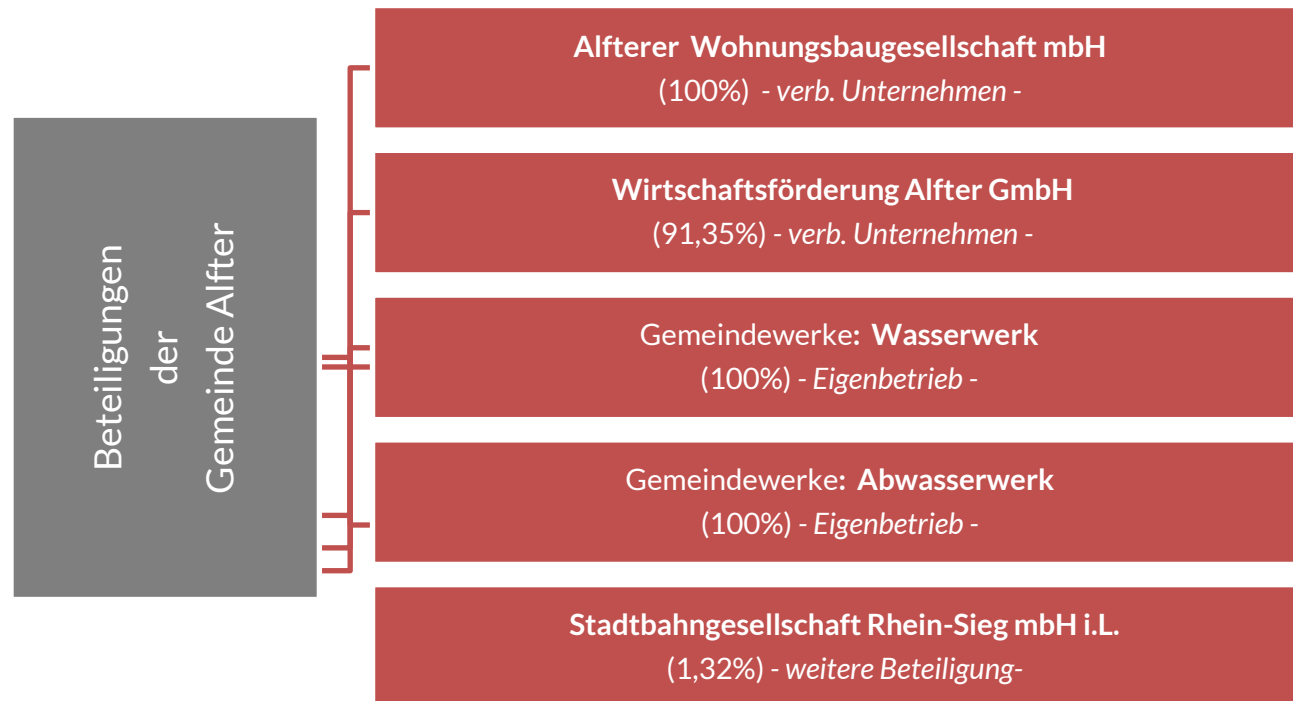 Beteiligungen
der
Gemeinde Alfter
Alfterer Wohnungsbaugesellschaft mbH
(100%) - verb. Unternehmen -
Wirtschaftsförderung Alfter GmbH
(91,35%) - verb. Unternehmen -
Gemeindewerke: Wasserwerk
(100%) - Eigenbetrieb -
Gemeindewerke: Abwasserwerk
(100%) - Eigenbetrieb -
Stadtbahngesellschaft Rhein-Sieg mbH i.L.
(1,32%) - weitere Beteiligung-